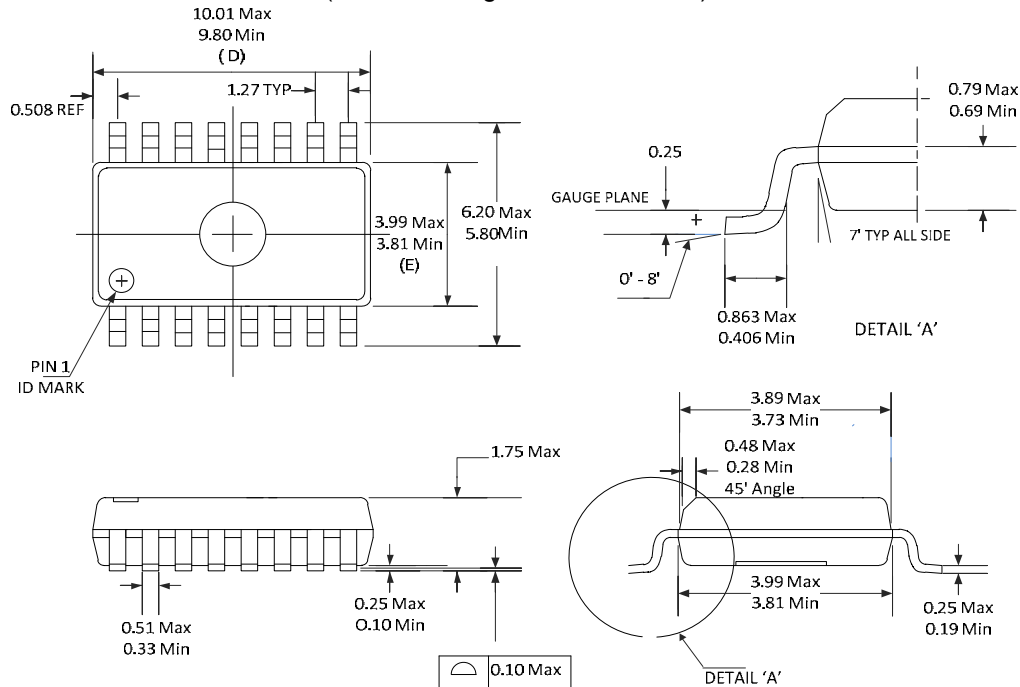 10.01 Max
9.80 Min
(D)
1.27 TYP
0.508 REF
3.99 Max
3.81 Min
(E)
6.20 Max
5.80Min
PIN 1
ID MARK
0.79 Max
0.69 Min
0.25
GAUGE PLANE
+
7' TYP ALL SIDE
0' - 8'
0.863 Max
0.406 Min
DETAIL 'A'
1.75 Max
0.25 Max
O.10 Min
0.51 Max
0.33 Min
0.10 Max
3.89 Max
3.73 Min
0.48 Max
0.28 Min
45' Angle
3.99 Max
3.81 Min
0.25 Max
0.19 Min
DETAIL 'A'